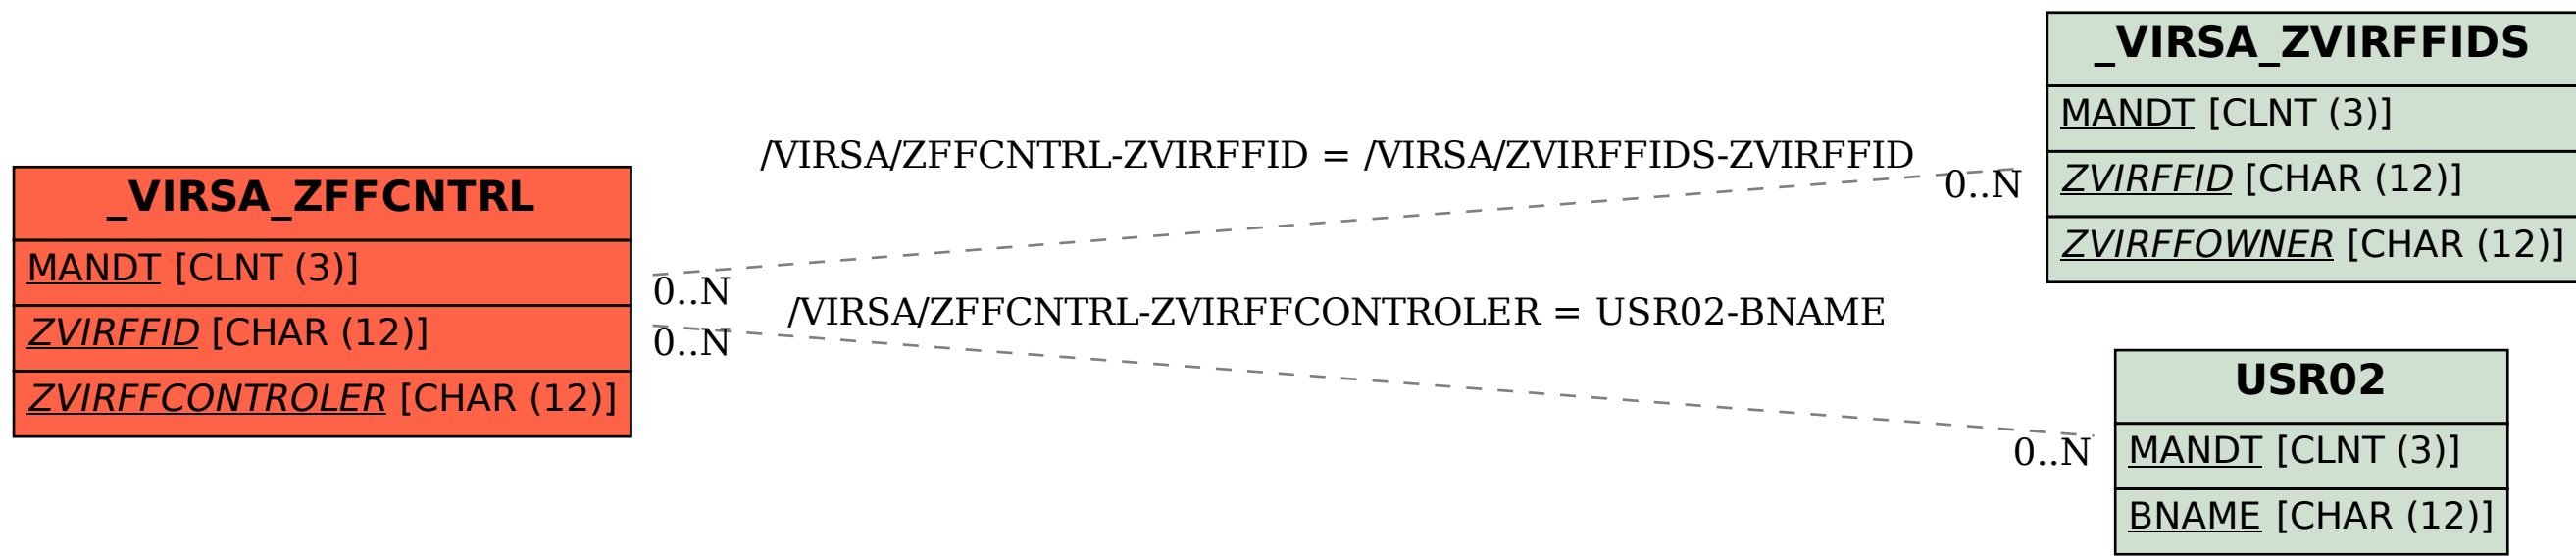 _VIRSA_ZFFCNTRL
MANDT [CLNT (3)]
ZVIRFFID [CHAR (12)]
ZVIRFFCONTROLER [CHAR (12)]
/VIRSA/ZFFCNTRL-ZVIRFFID = /VIRSA/ZVIRFFIDS-ZVIRFFID
0..N
0..N
/VIRSA/ZFFCNTRL-ZVIRFFCONTROLER = USR02-BNAME
0..N
0..N
_VIRSA_ZVIRFFIDS
MANDT [CLNT (3)]
ZVIRFFID [CHAR (12)]
ZVIRFFOWNER [CHAR (12)]
USR02
MANDT [CLNT (3)]
BNAME [CHAR (12)]